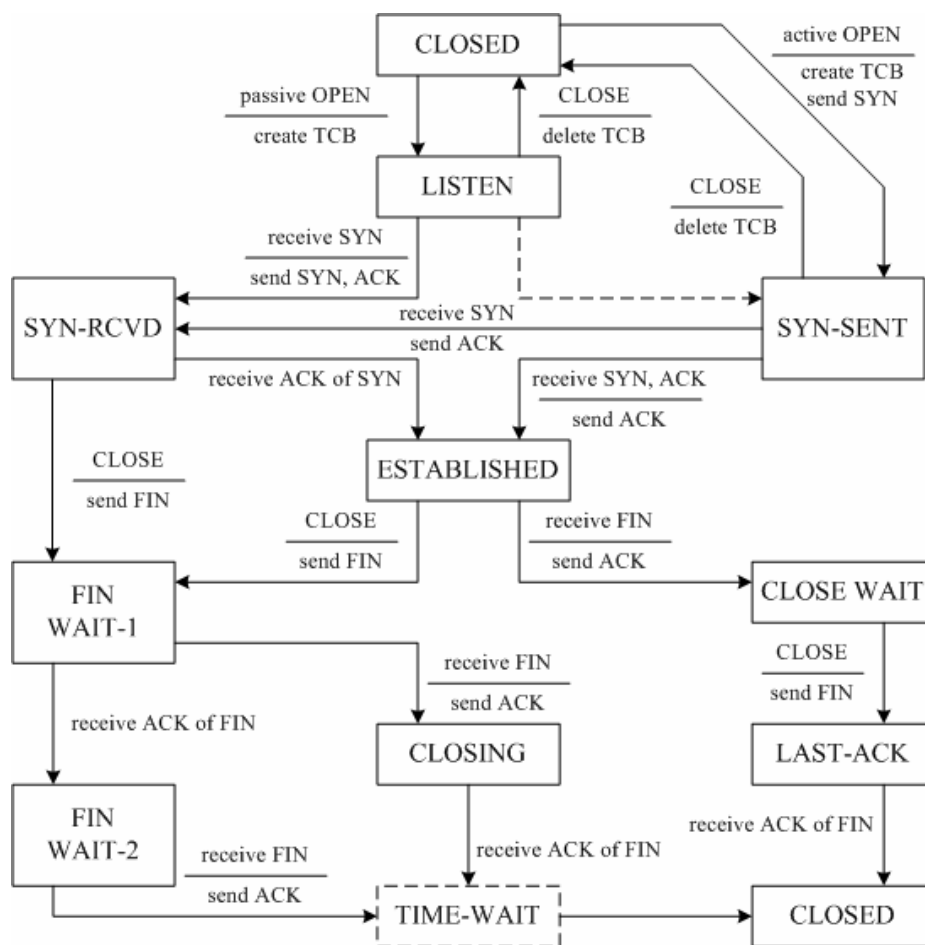 CLOSED
active OPEN
create TCB
send SYN
passive OPEN
create TCB
CLOSE
delete TCB
LISTEN
CLOSE
delete TCB
receive SYN
send SYN, ACK
SYN-RCVD
receive SYN
send ACK
SYN-SENT
receive ACK of SYN
receive SYN, ACK
send ACK
ESTABLISHED
CLOSE
send FIN
CLOSE
send FIN
receive FIN
send ACK
FIN
WAIT-1
CLOSE WAIT
receive FIN
send ACK
CLOSE
send FIN
receive ACK of FIN
CLOSING
LAST-ACK
FIN
WAIT-2
receive FIN
send ACK
receive ACK of FIN
receive ACK of FIN
TIME-WAIT
CLOSED